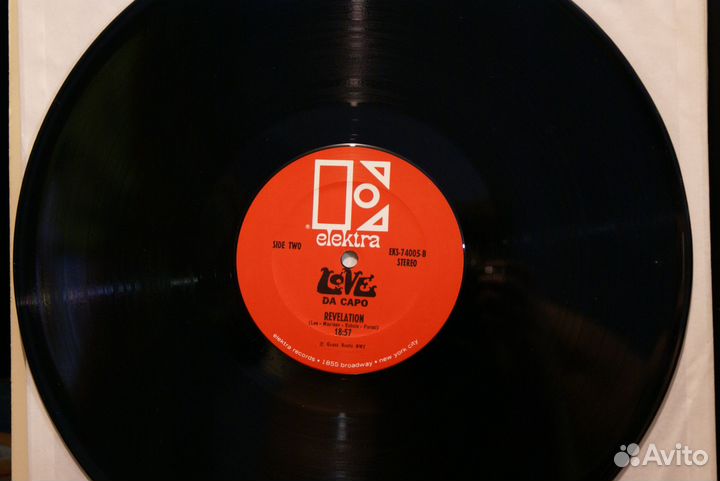 elektra
SIDE TWO
EKS-74005-B
STEREO
LOVE
DA CAPO
REVELATION
(Lee - Maclean - Echols - Forssi)
18:57
elektra records • 1855 broadway • new york city
Avito